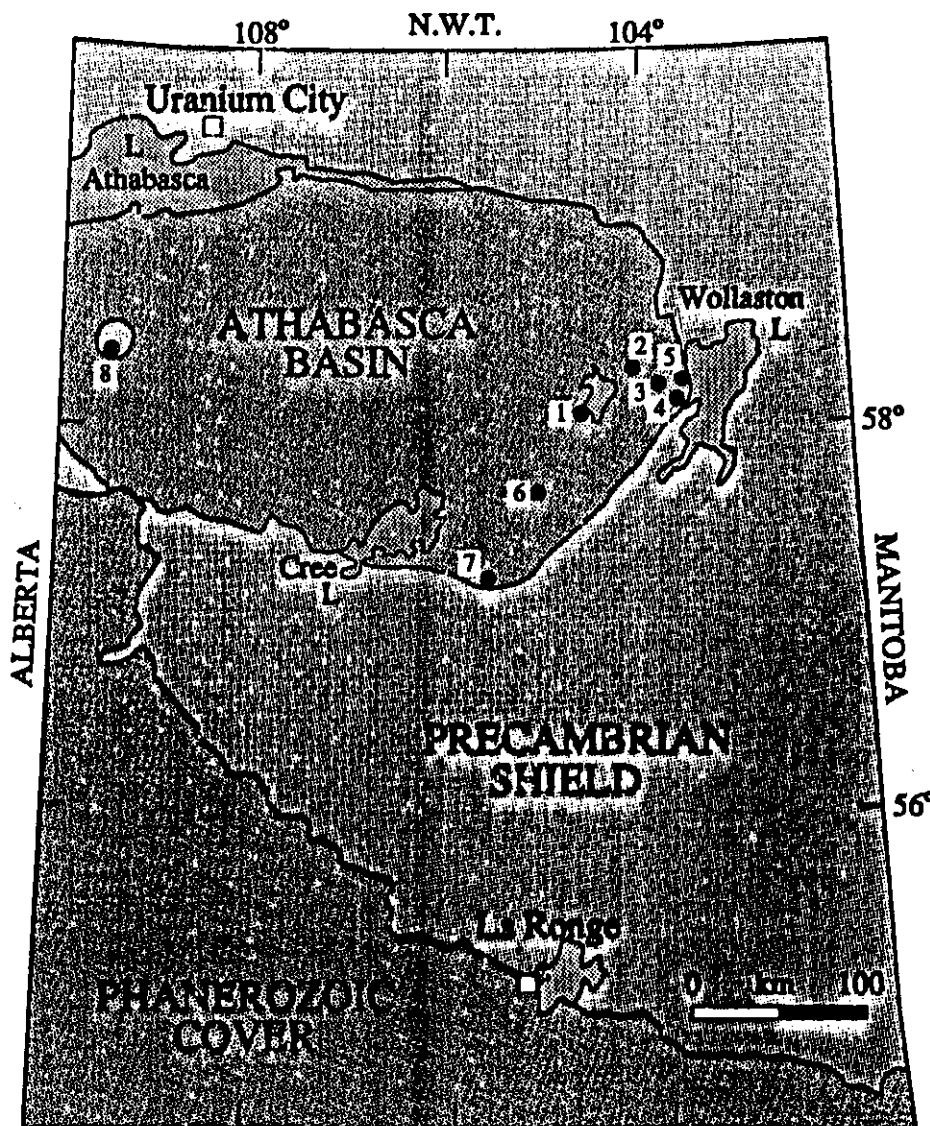 108° N.W.T. 104°
Uranium City
L
Athabasca
Wollaston
L
ATHABASCA
BASIN
2
5
3
4
8
1
58°
6
7
Cree
L
ALBERTA
MANITOBA
PRECAMBRIAN
SHIELD
56°
La Ronge
0 km 100
PHANEROZOIC
COVER